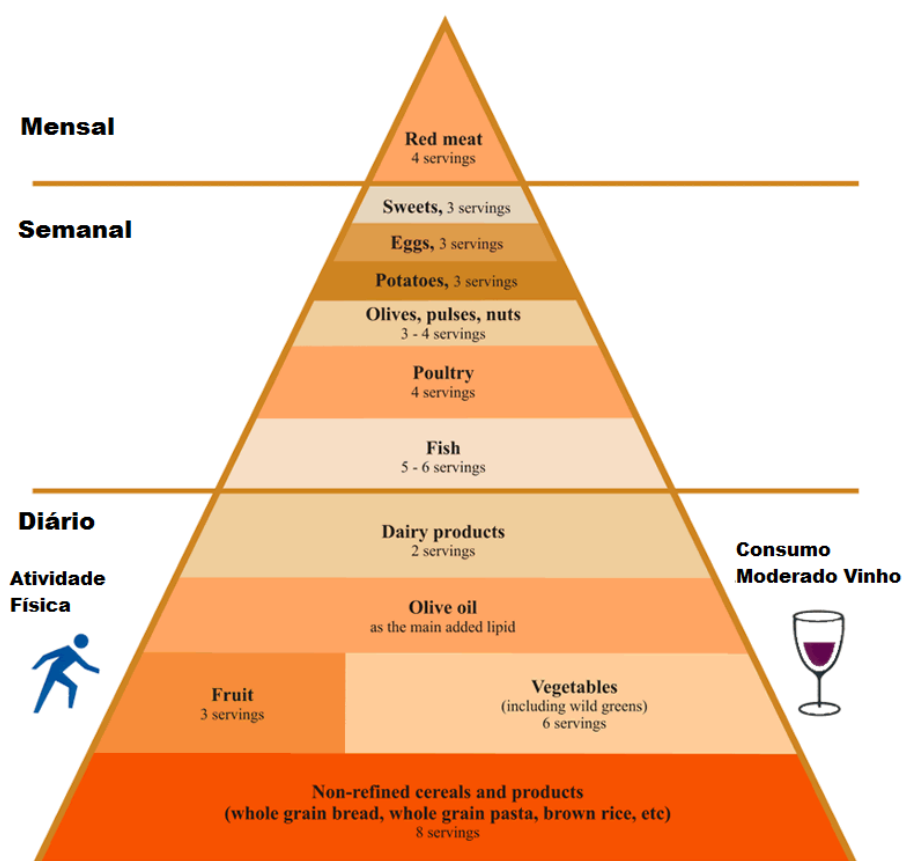 Mensal
Red meat
4 servings
Semanal
Sweets, 3 servings
Eggs, 3 servings
Potatoes, 3 servings
Olives, pulses, nuts
3 - 4 servings
Poultry
4 servings
Fish
5 - 6 servings
Diário
Dairy products
2 servings
Atividade
Física
Consumo
Moderado Vinho
Olive oil
as the main added lipid
Fruit
3 servings
Vegetables
(including wild greens)
6 servings
Non-refined cereals and products
(whole grain bread, whole grain pasta, brown rice, etc)
8 servings